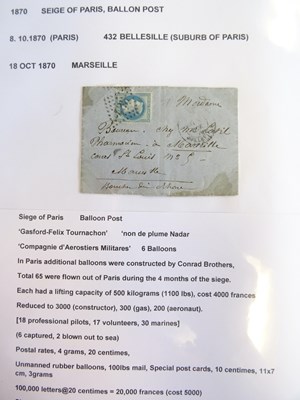 1870 SEIGE OF PARIS, BALLON POST
8. 10.1870 (PARIS) 432 BELLESILLE (SUBURB OF PARIS)
18 OCT 1870 MARSEILLE
Madame
Marseille
Siege of Paris Balloon Post
'Gasford-Felix Tournachon' 'non de plume Nadar
'Compagnie d'Aerostiers Militares' 6 Balloons
In Paris additional balloons were constructed by Conrad Brothers,
Total 65 were flown out of Paris during the 4 months of the siege.
Each had a lifting capacity of 500 kilograms (1100 lbs), cost 4000 frances
Reduced to 3000 (constructor), 300 (gas), 200 (aeronaut).
[18 professional pilots, 17 volunteers, 30 marines]
(6 captured, 2 blown out to sea)
Postal rates, 4 grams, 20 centimes,
Unmanned rubber balloons, 100lbs mail, Special post cards, 10 centimes, 11x7
cm, 3grams
100,000 letters@20 centimes = 20,000 frances (cost 5000)